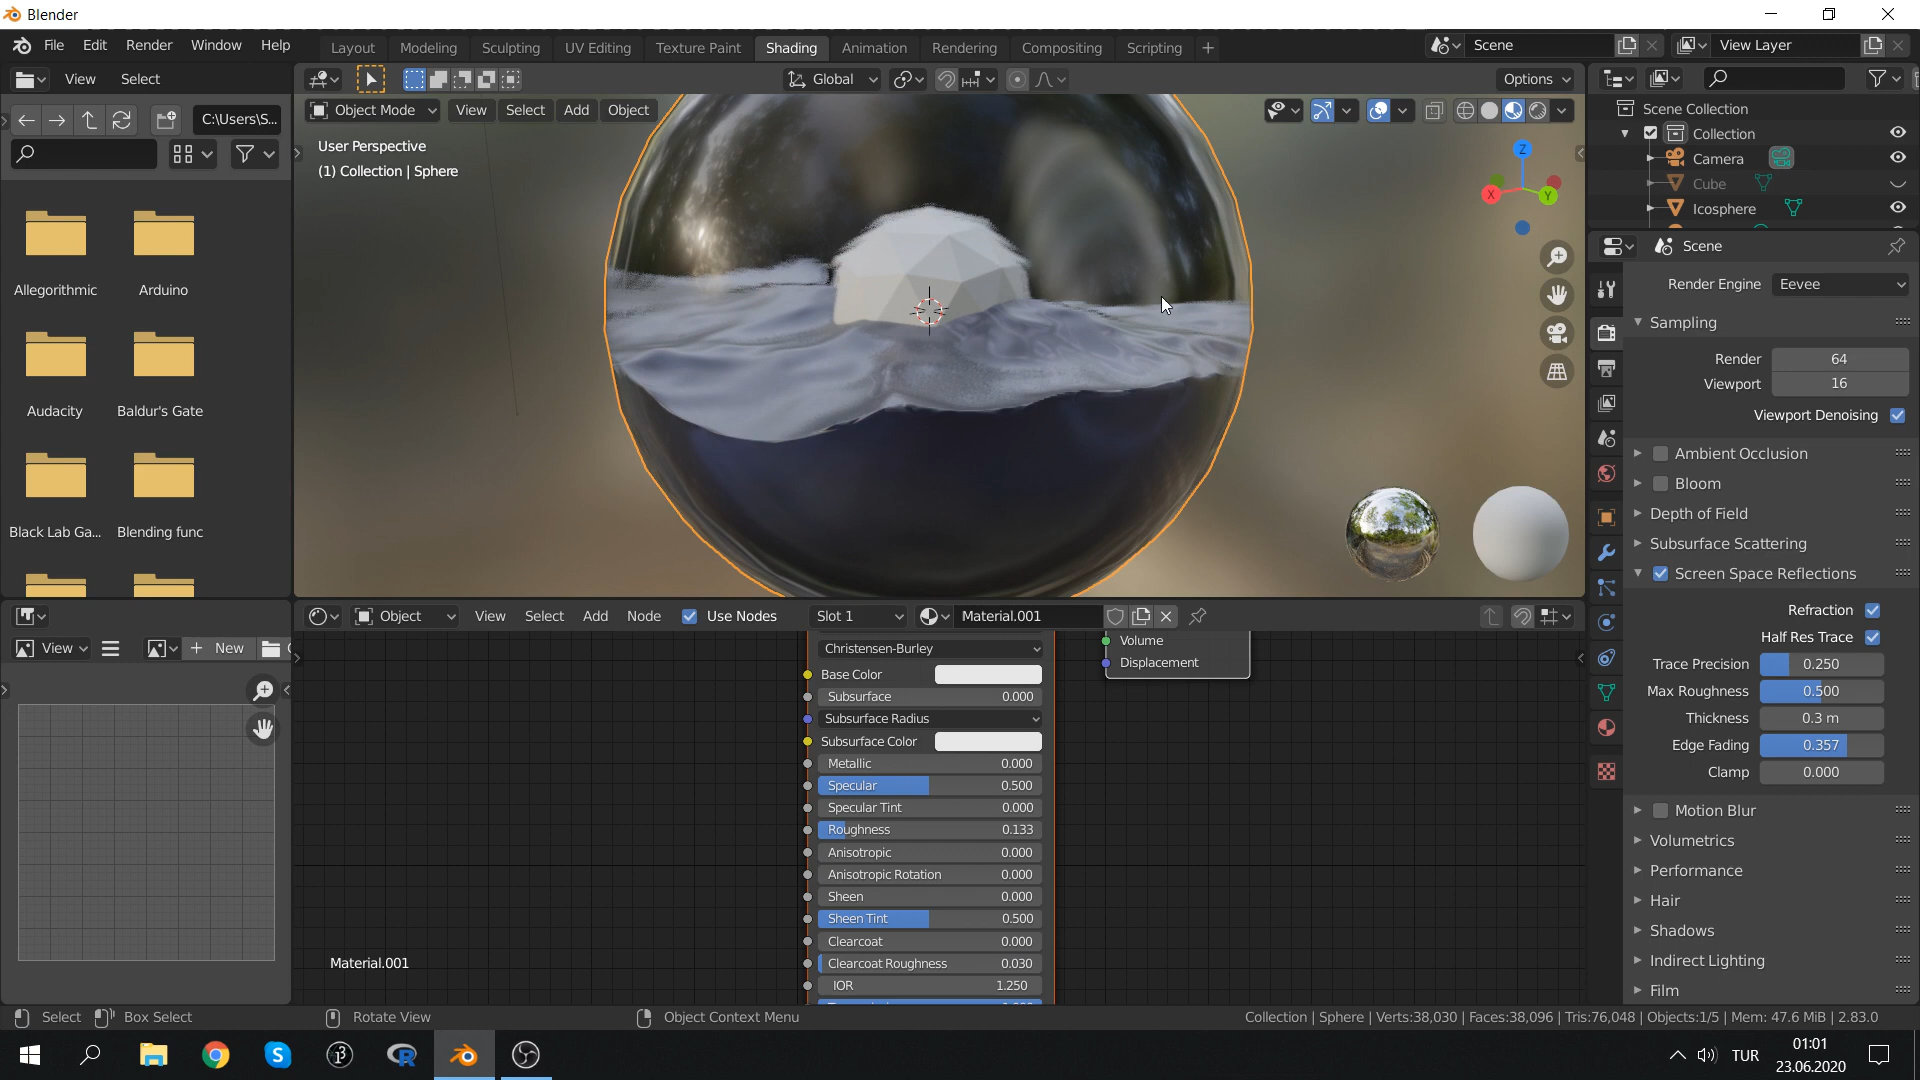 Blender
File Edit Render Window Help Layout Modeling Sculpting UV Editing Texture Paint Shading Animation Rendering Compositing Scripting + Scene View Layer
View Select Global Options
C:\Users\S...
Object Mode View Select Add Object
User Perspective
(1) Collection | Sphere
Z
X
Y
Allegorithmic Arduino
Audacity Baldur's Gate
Black Lab Ga... Blending func
Scene Collection
Collection
Camera
Cube
Icosphere
Scene
Render Engine Eevee
Sampling
Render 64
Viewport 16
Viewport Denoising
Ambient Occlusion
Bloom
Depth of Field
Subsurface Scattering
Screen Space Reflections
Refraction
Half Res Trace
Trace Precision 0.250
Max Roughness 0.500
Thickness 0.3 m
Edge Fading 0.357
Clamp 0.000
Motion Blur
Volumetrics
Performance
Hair
Shadows
Indirect Lighting
Film
View + New
Object View Select Add Node Use Nodes Slot 1 Material.001
Christensen-Burley
Base Color
Subsurface 0.000
Subsurface Radius
Subsurface Color
Metallic 0.000
Specular 0.500
Specular Tint 0.000
Roughness 0.133
Anisotropic 0.000
Anisotropic Rotation 0.000
Sheen 0.000
Sheen Tint 0.500
Clearcoat 0.000
Clearcoat Roughness 0.030
IOR 1.250
Volume
Displacement
Material.001
Select Box Select Rotate View Object Context Menu Collection | Sphere | Verts:38,030 | Faces:38,096 | Tris:76,048 | Objects:1/5 | Mem: 47.6 MiB | 2.83.0
TUR
01:01
23.06.2020